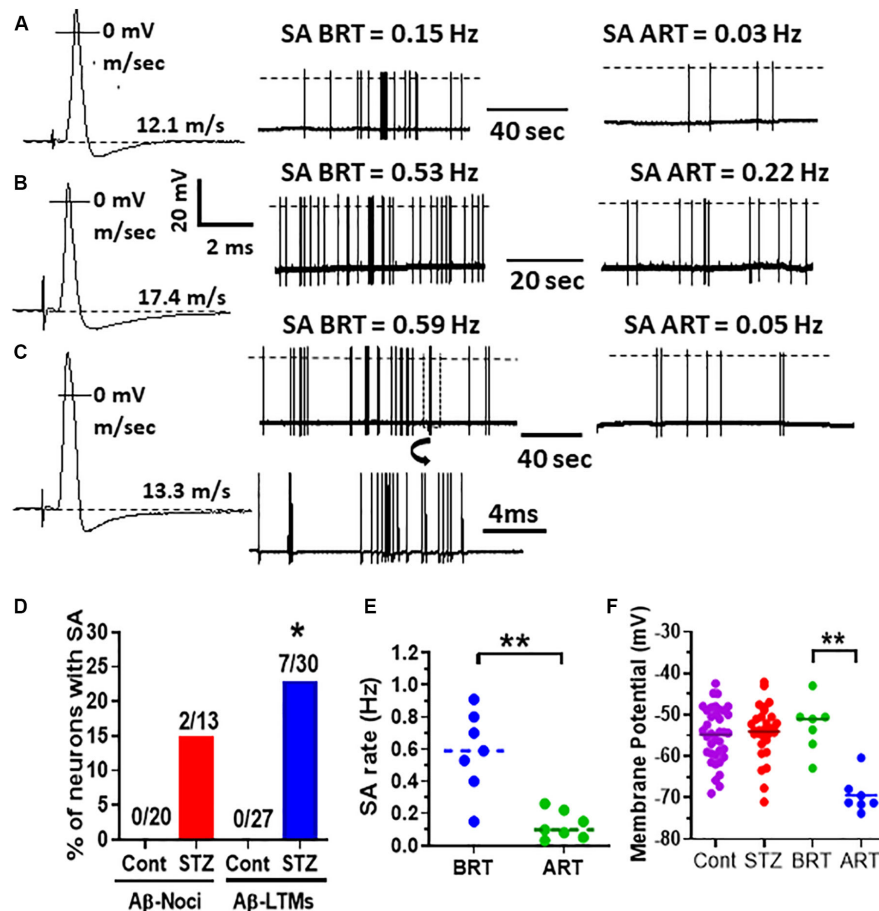 A
0 mV
m/sec
12.1 m/s
SA BRT = 0.15 Hz
40 sec
SA ART = 0.03 Hz
B
0 mV
m/sec
17.4 m/s
20 mV
2 ms
SA BRT = 0.53 Hz
20 sec
SA ART = 0.22 Hz
C
0 mV
m/sec
13.3 m/s
SA BRT = 0.59 Hz
40 sec
SA ART = 0.05 Hz
4ms
D
% of neurons with SA
30
25
20
15
10
5
0
0/20
2/13
0/27
7/30
*
Cont STZ Cont STZ
Aβ-Noci Aβ-LTMs
E
SA rate (Hz)
1.2
1.0
0.8
0.6
0.4
0.2
0.0
**
BRT ART
F
Membrane Potential (mV)
-30
-40
-50
-60
-70
-80
**
Cont STZ BRT ART